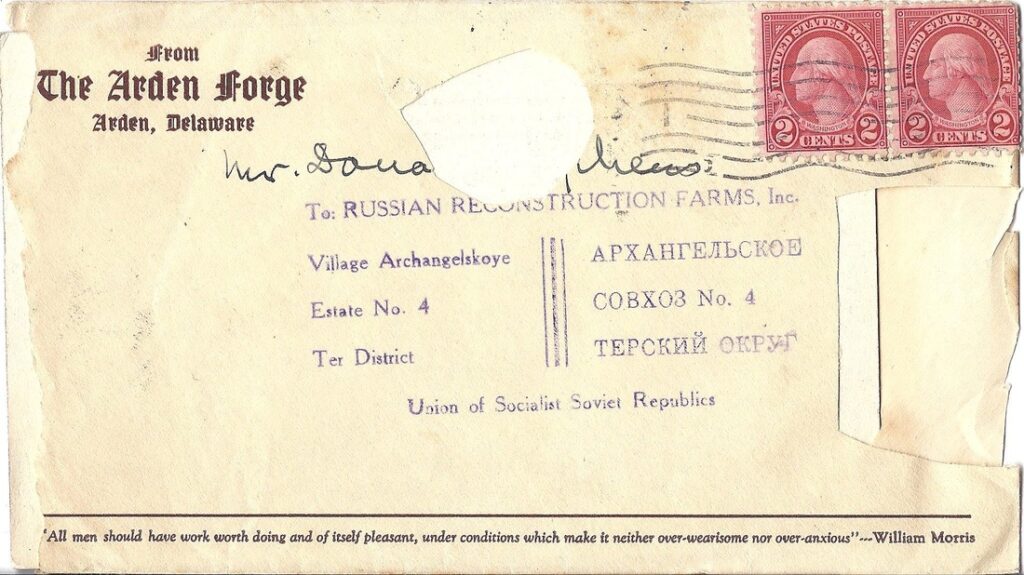 From
The Arden Forge
Arden, Delaware
UNITED STATES POSTAGE
WASHINGTON
2 CENTS 2
UNITED STATES POSTAGE
WASHINGTON
2 CENTS 2
Mr.
To: RUSSIAN RECONSTRUCTION FARMS, Inc.
Village Archangelskoye
Estate No. 4
Ter District
АРХАНГЕЛЬСКОЕ
СОВХОЗ No. 4
ТЕРСКИЙ ОКРУГ
Union of Socialist Soviet Republics
"All men should have work worth doing and of itself pleasant, under conditions which make it neither over-wearisome nor over-anxious"---William Morris